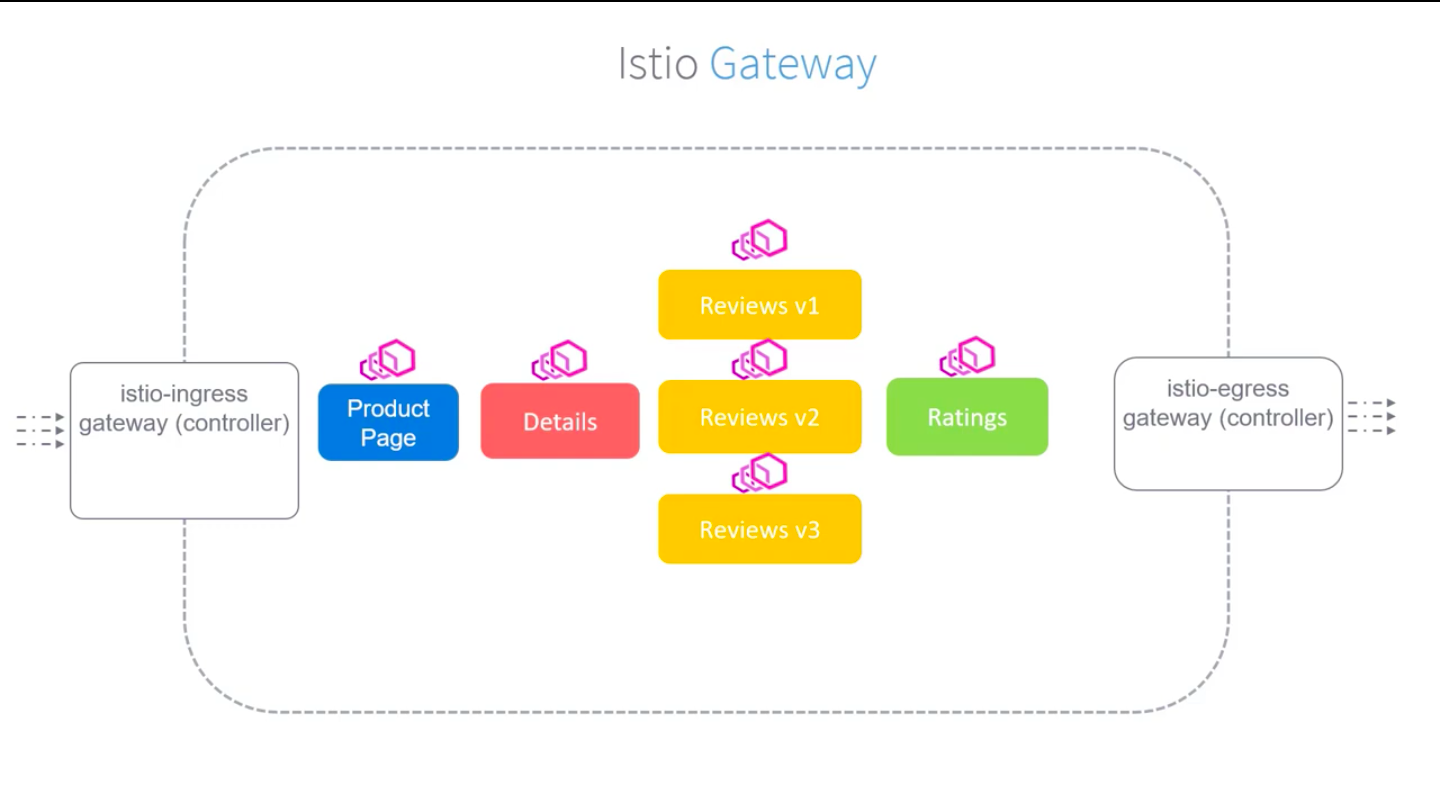 Istio Gateway
istio-ingress
gateway (controller)
Product
Page
Details
Reviews v1
Reviews v2
Reviews v3
Ratings
istio-egress
gateway (controller)